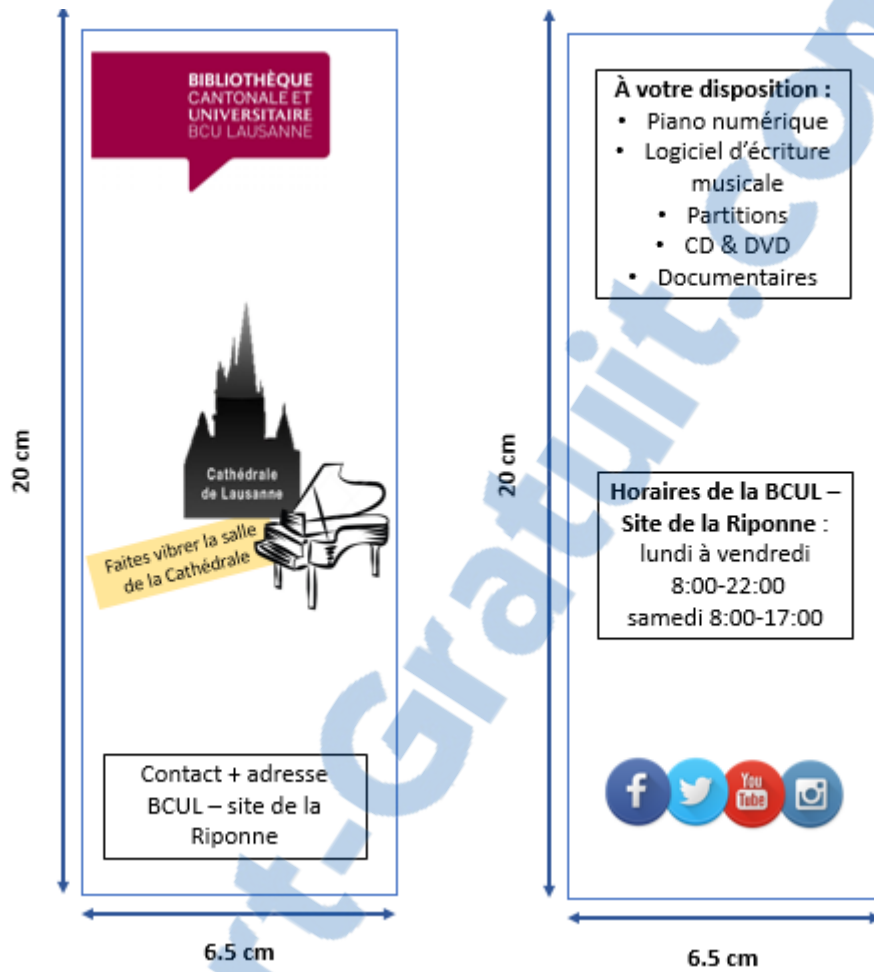 BIBLIOTHÈQUE
CANTONALE ET
UNIVERSITAIRE
BCU LAUSANNE
Cathédrale
de Lausanne
Faites vibrer la salle
de la Cathédrale
Contact + adresse
BCUL – site de la
Riponne
20 cm
6.5 cm
À votre disposition :
• Piano numérique
• Logiciel d'écriture
musicale
• Partitions
• CD & DVD
• Documentaires
Horaires de la BCUL –
Site de la Riponne :
lundi à vendredi
8:00-22:00
samedi 8:00-17:00
f
You
Tube
20 cm
6.5 cm
rt-Gratuit.com